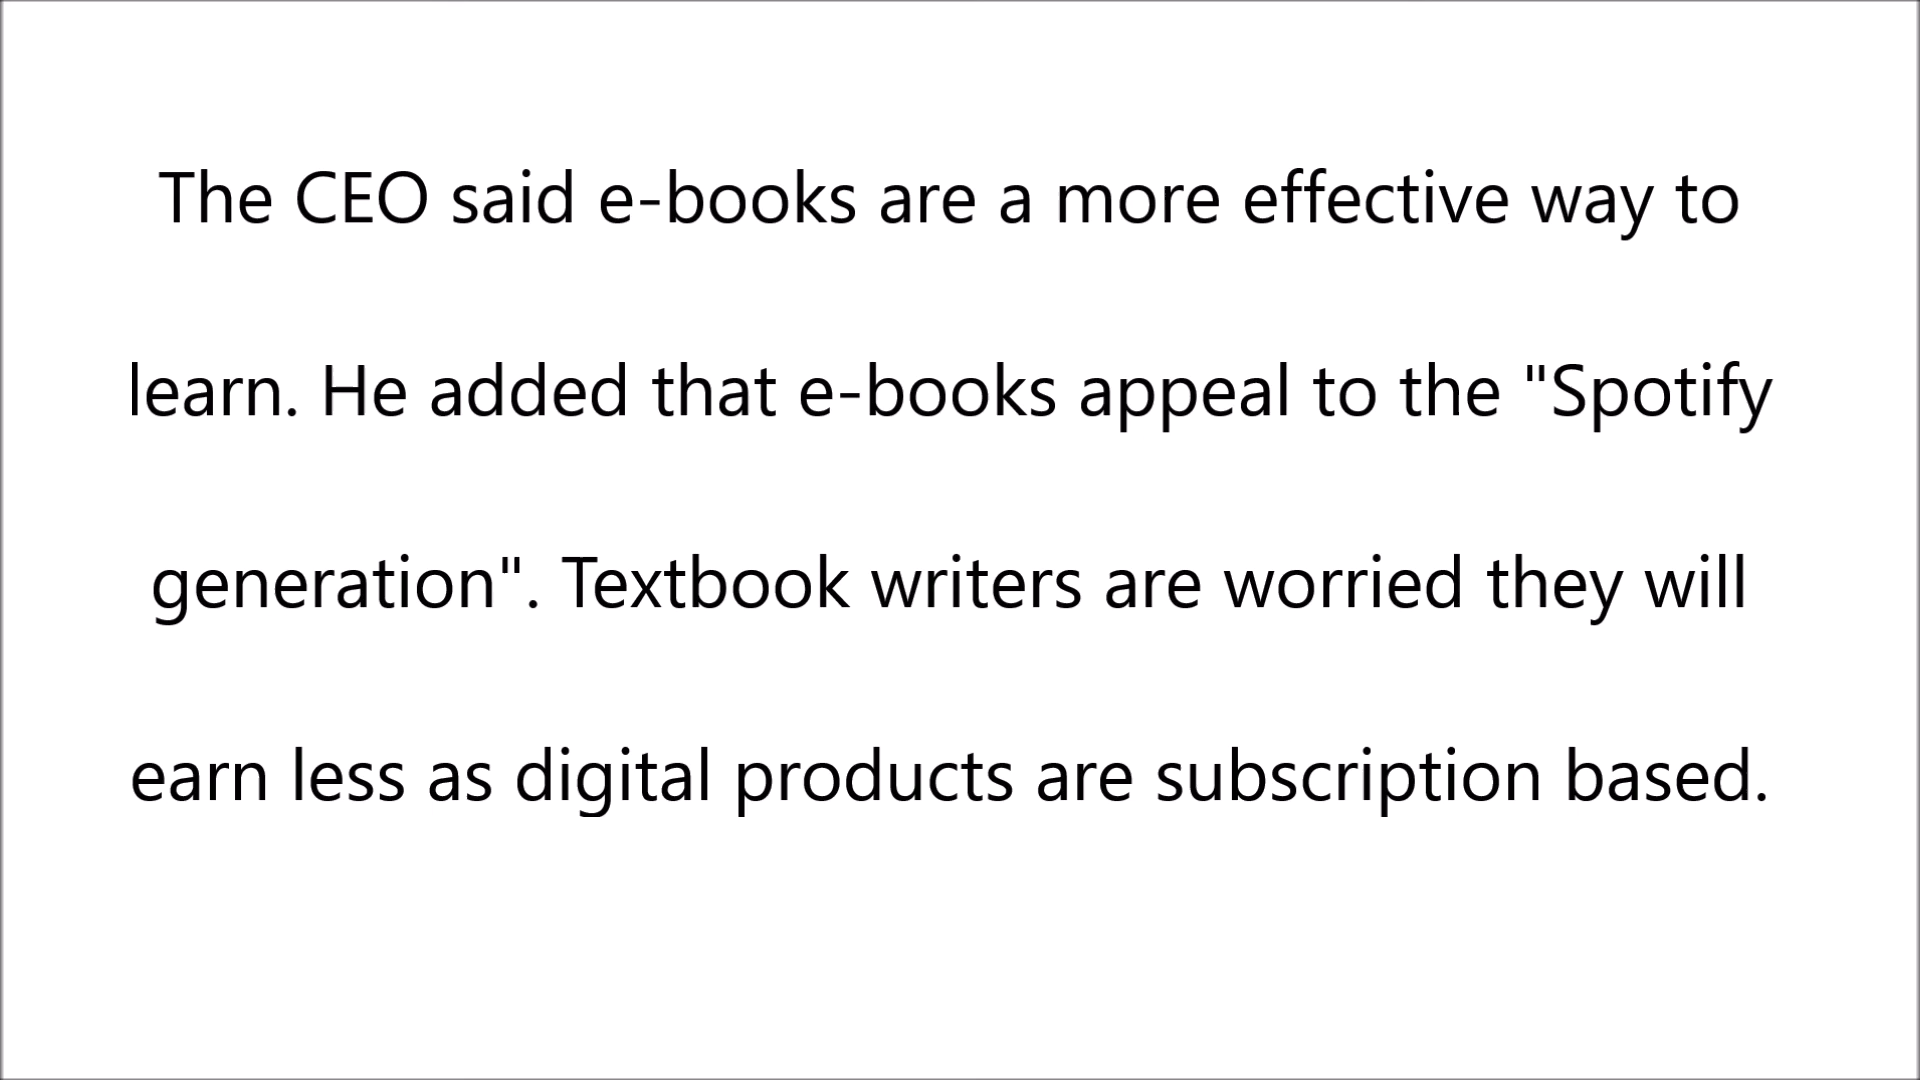 The CEO said e-books are a more effective way to
learn. He added that e-books appeal to the "Spotify
generation". Textbook writers are worried they will
earn less as digital products are subscription based.